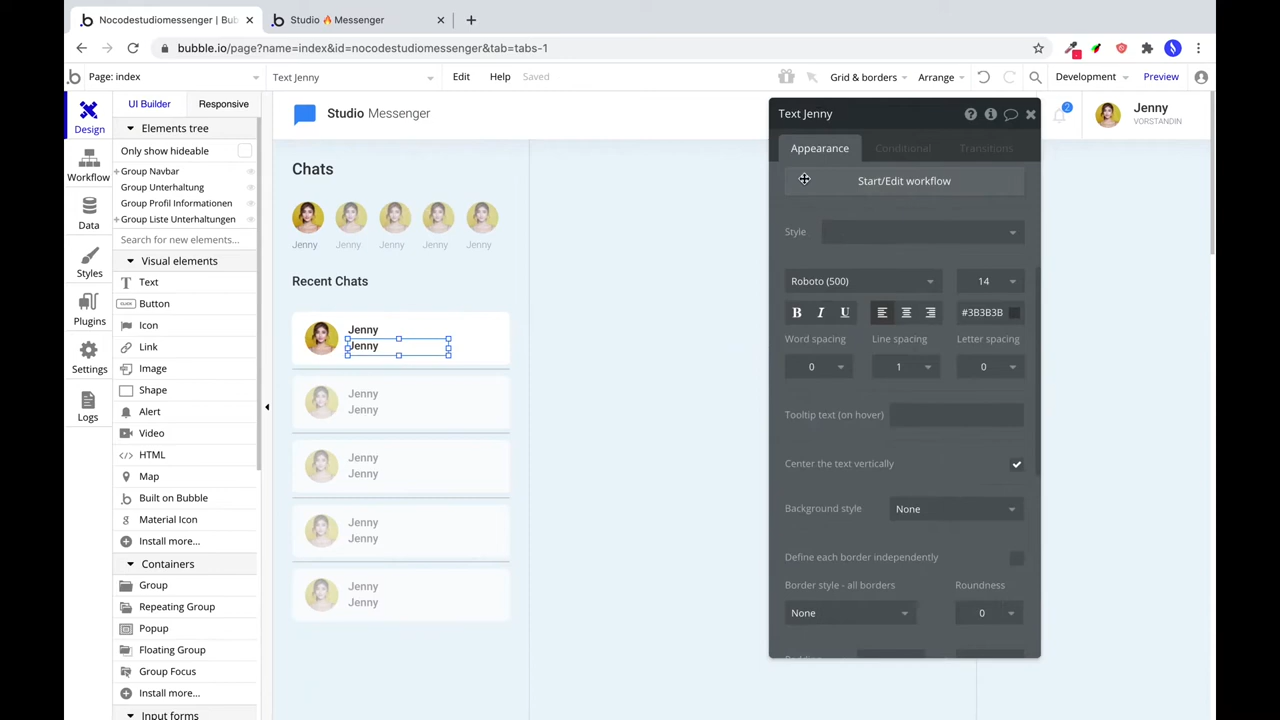 Nocodestudiomessenger | Bub
Studio 🔥 Messenger
bubble.io/page?name=index&id=nocodestudiomessenger&tab=tabs-1
Page: index
Text Jenny
Edit
Help
Saved
Grid & borders
Arrange
Development
Preview
Design
Workflow
Data
Styles
Plugins
Settings
Logs
UI Builder
Responsive
Elements tree
Only show hideable
Group Navbar
Group Unterhaltung
Group Profil Informationen
Group Liste Unterhaltungen
Search for new elements...
Visual elements
Text
CLICK
Button
Icon
Link
Image
Shape
Alert
Video
HTML
Map
Built on Bubble
Material Icon
Install more...
Containers
Group
Repeating Group
Popup
Floating Group
Group Focus
Install more...
Input forms
Studio Messenger
2
Jenny
VORSTANDIN
Chats
Jenny Jenny Jenny Jenny Jenny
Recent Chats
Jenny
Jenny
Jenny
Jenny
Jenny
Jenny
Jenny
Jenny
Jenny
Jenny
Text Jenny
Appearance
Conditional
Transitions
Start/Edit workflow
Style
Roboto (500)
14
B I U
#3B3B3B
Word spacing
Line spacing
Letter spacing
0
1
0
Tooltip text (on hover)
Center the text vertically
Background style
None
Define each border independently
Border style - all borders
Roundness
None
0